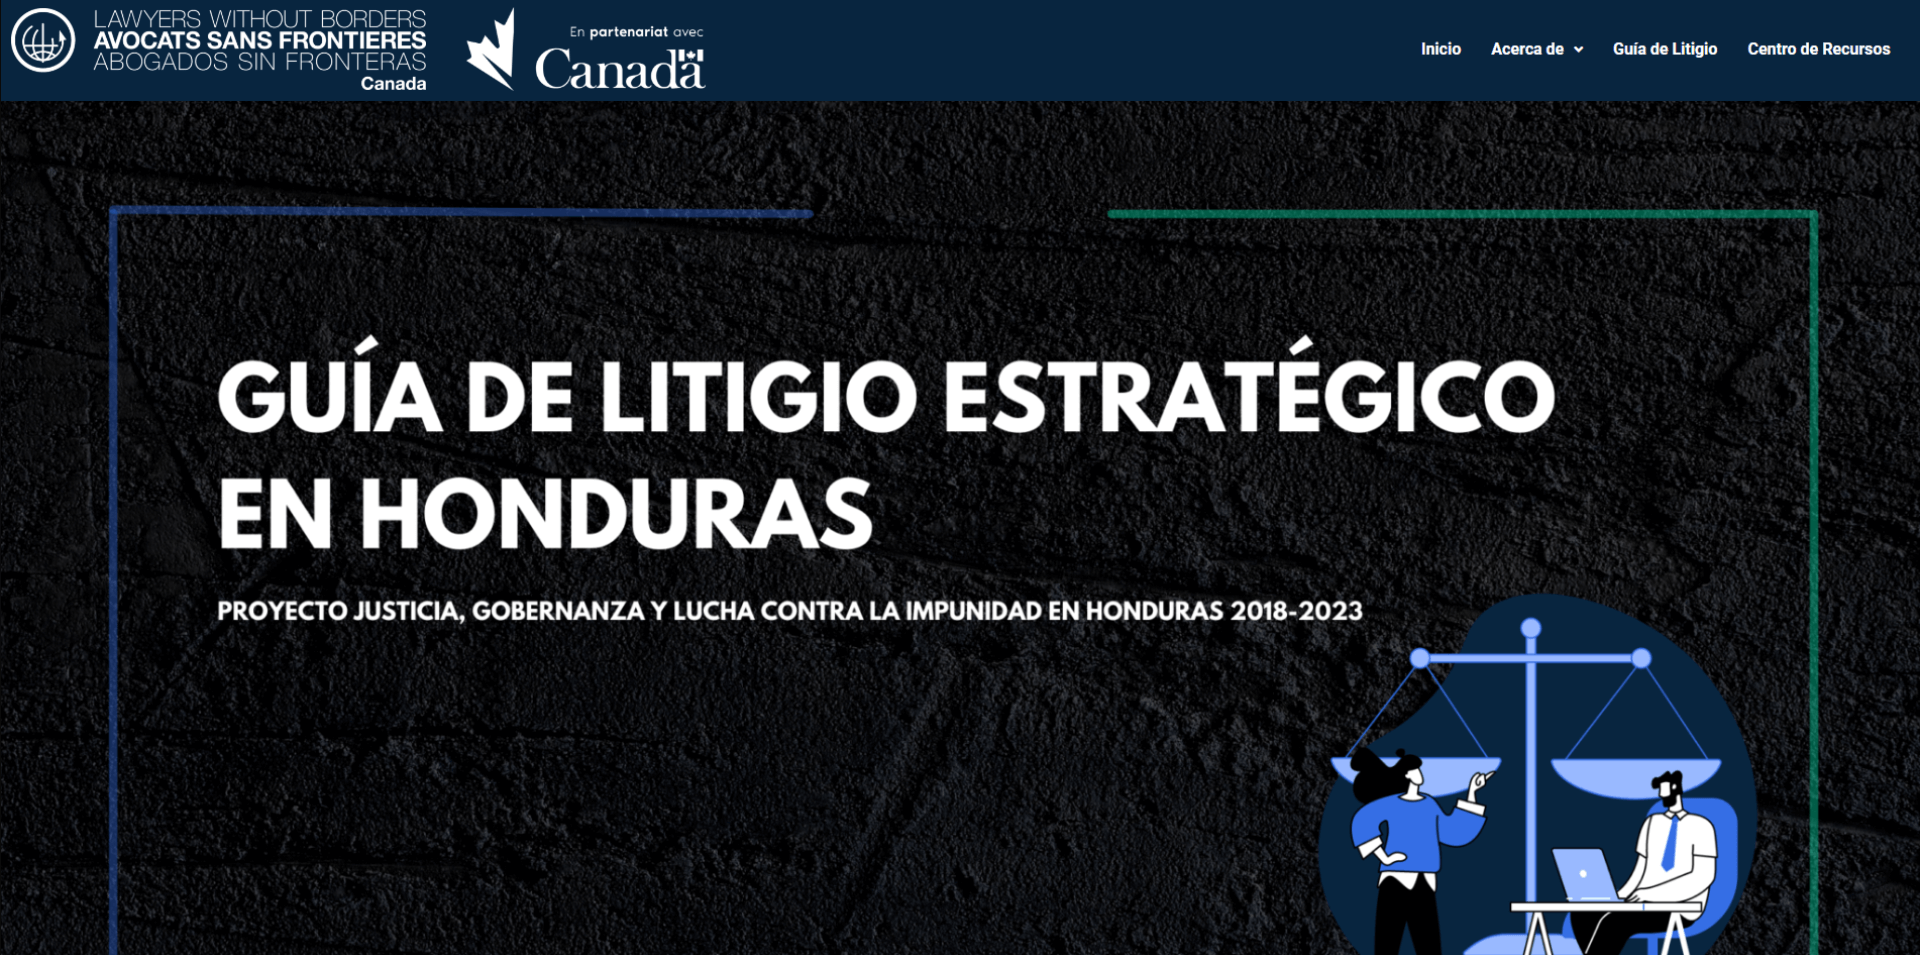 LAWYERS WITHOUT BORDERS
AVOCATS SANS FRONTIERES
ABOGADOS SIN FRONTERAS
Canada
En partenariat avec
Canada
Inicio
Acerca de
Guía de Litigio
Centro de Recursos
GUÍA DE LITIGIO ESTRATÉGICO
EN HONDURAS
PROYECTO JUSTICIA, GOBERNANZA Y LUCHA CONTRA LA IMPUNIDAD EN HONDURAS 2018-2023